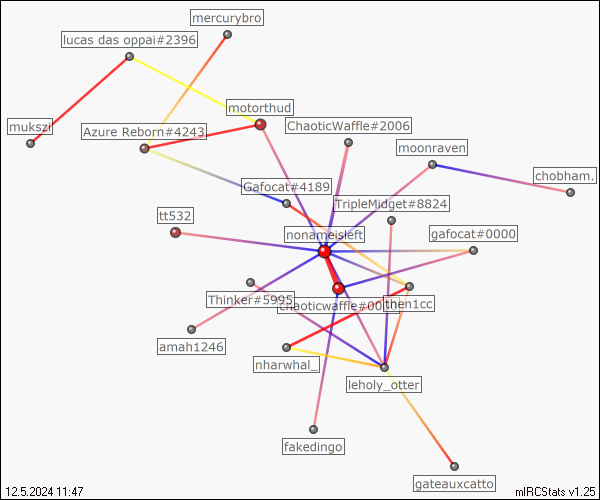 mercurybro
lucas das oppai#2396
motorthud
mukszi
Azure Reborn#4243
ChaoticWaffle#2006
moonraven
chobham.
Gafocat#4189
TripleMidget#8824
tt532
nonameisleft
gafocat#0000
Thinker#5995
chaoticwaffle#00
then1cc
amah1246
nharwhal_
leholy_otter
fakedingo
gateauxcatto
12.5.2024 11:47
mIRCStats v1.25